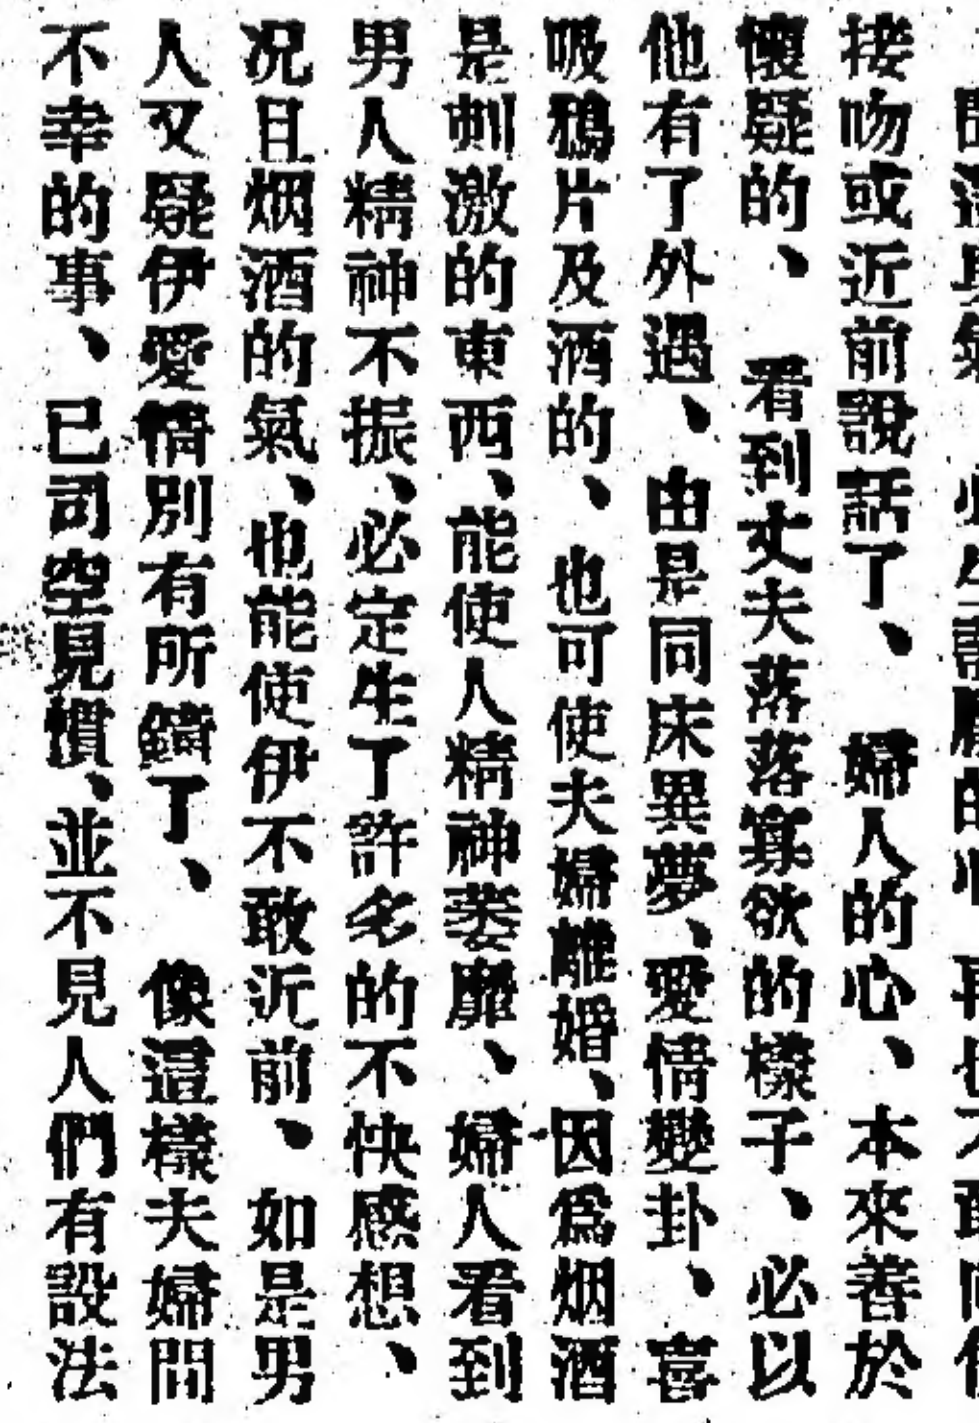 接吻或近前說話了、婦人的心、本來善於
懷疑的、看到丈夫落落寡欲的樣子、必以
他有了外遇、由是同床異夢、愛情變卦、喜
吸鴉片及酒的、也可使夫婦離婚、因爲烟酒
是刺激的東西、能使人精神萎靡、婦人看到
男人精神不振、必定生了許多的不快感想、
况且烟酒的氣、也能使伊不敢近前、如是男
人又疑伊愛情別有所鍾了、像這樣夫婦間
不幸的事、已司空見慣、並不見人們有設法